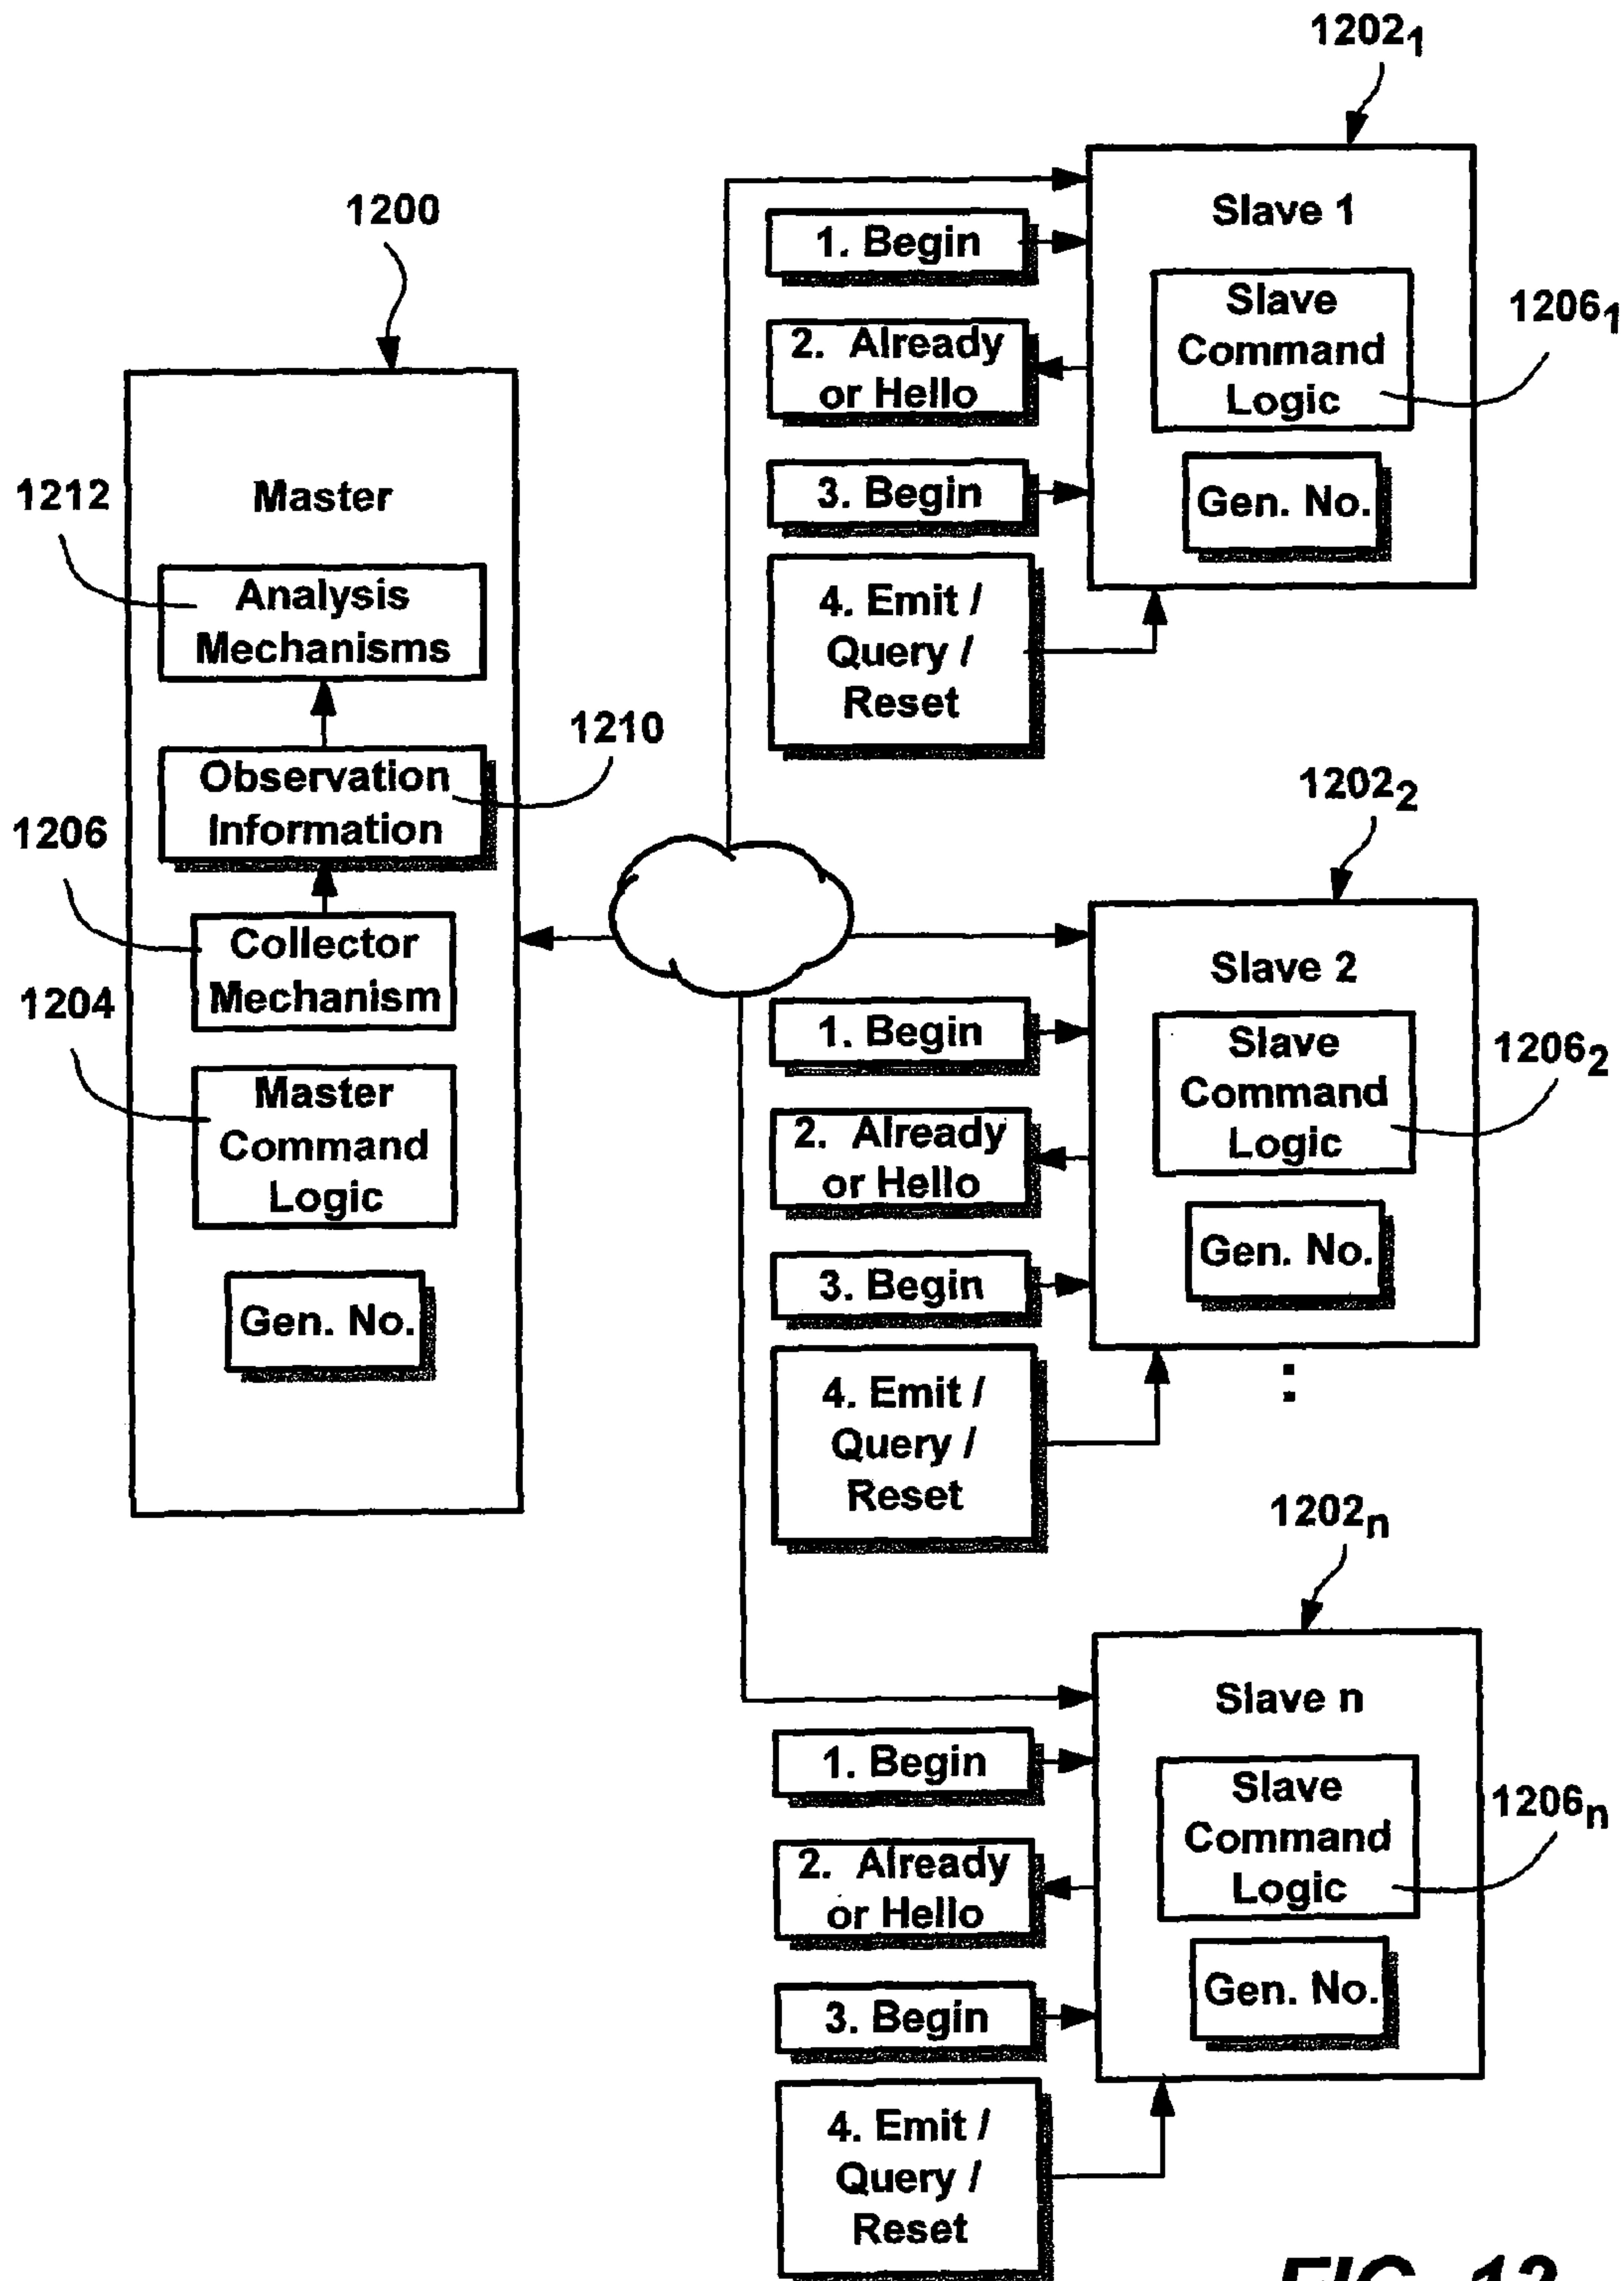 1200
Master
1212
Analysis
Mechanisms
1210
Observation
Information
1206
Collector
Mechanism
1204
Master
Command
Logic
Gen. No.
1202₁
Slave 1
1. Begin
Slave
Command
Logic
1206₁
2. Already
or Hello
3. Begin
Gen. No.
4. Emit /
Query /
Reset
1202₂
Slave 2
1. Begin
Slave
Command
Logic
1206₂
2. Already
or Hello
3. Begin
Gen. No.
4. Emit /
Query /
Reset
:
1202ₙ
Slave n
1. Begin
Slave
Command
Logic
1206ₙ
2. Already
or Hello
3. Begin
Gen. No.
4. Emit /
Query /
Reset